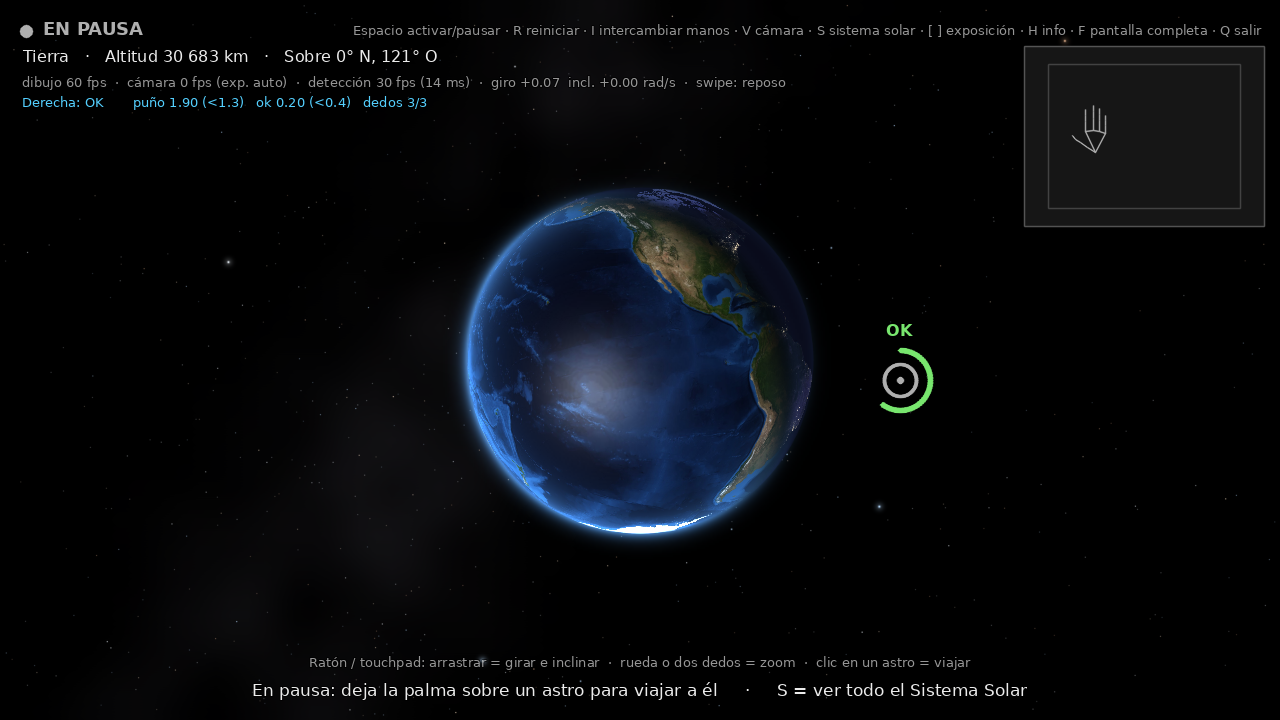 EN PAUSA
Espacio activar/pausar · R reiniciar · I intercambiar manos · V cámara · S sistema solar · [ ] exposición · H info · F pantalla completa · Q salir
Tierra · Altitud 30 683 km · Sobre 0° N, 121° O
dibujo 60 fps · cámara 0 fps (exp. auto) · detección 30 fps (14 ms) · giro +0.07 incl. +0.00 rad/s · swipe: reposo
Derecha: OK puño 1.90 (<1.3) ok 0.20 (<0.4) dedos 3/3
OK
Ratón / touchpad: arrastrar = girar e inclinar · rueda o dos dedos = zoom · clic en un astro = viajar
En pausa: deja la palma sobre un astro para viajar a él · S = ver todo el Sistema Solar